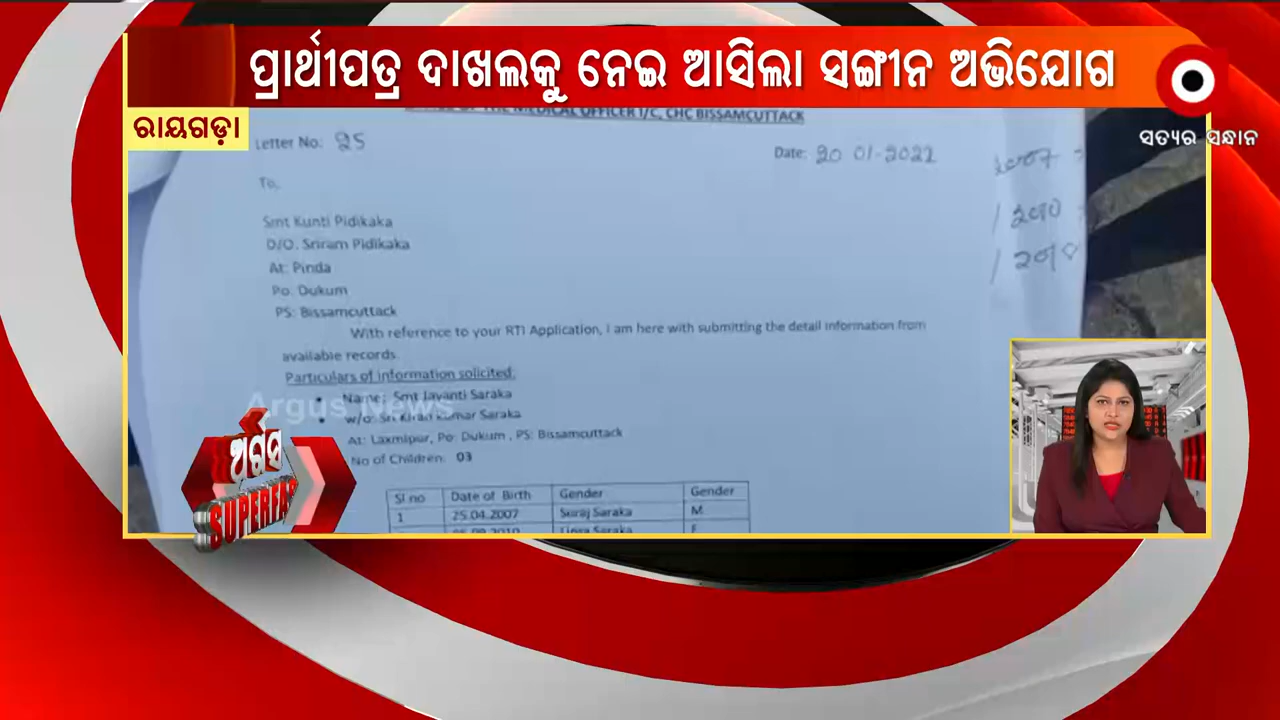 ପ୍ରାର୍ଥୀପତ୍ର ଦାଖଲକୁ ନେଇ ଆସିଲା ସଙ୍ଗୀନ ଅଭିଯୋଗ
ରାୟଗଡ଼ା
ସତ୍ୟର ସନ୍ଧାନ
OF THE MEDICAL OFFICER I/C, CHC BISSAMCUTTACK
Letter No: 25
Date: 20 01-2022
To,
Smt Kunti Pidikaka
D/O. Sriram Pidikaka
At: Pinda
Po: Dukum
PS: Bissamcuttack
With reference to your RTI Application, I am here with submitting the detail information from
available records.
Particulars of information solicited.
Name: Smt Jayanti Saraka
w/o: Sri Kiran Kumar Saraka
At: Laxmipur, Po: Dukum , PS: Bissamcuttack
No of Children: 03
Sl no Date of Birth Gender Gender
1 25.04.2007 Suraj Saraka M
Saraka F
Argus News
ଅର୍ଗସ
SUPERFAST